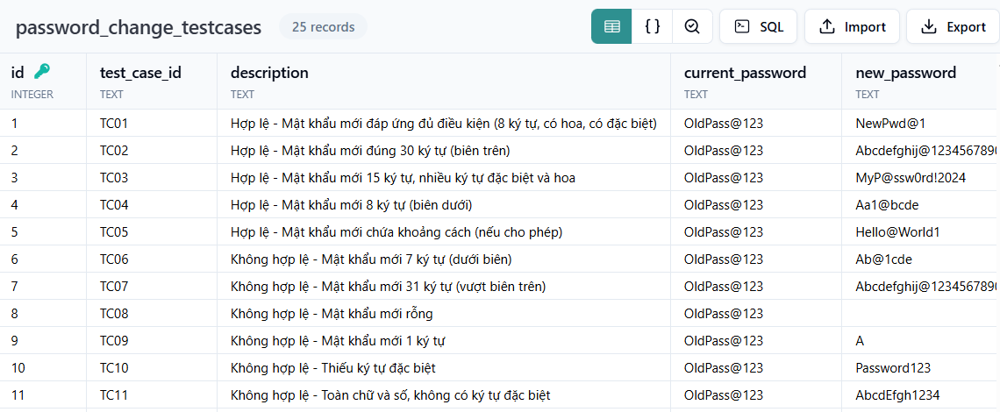 password_change_testcases 25 records { } SQL Import Export
id test_case_id description current_password new_password
INTEGER TEXT TEXT TEXT TEXT
1 TC01 Hợp lệ - Mật khẩu mới đáp ứng đủ điều kiện (8 ký tự, có hoa, có đặc biệt) OldPass@123 NewPwd@1
2 TC02 Hợp lệ - Mật khẩu mới đúng 30 ký tự (biên trên) OldPass@123 Abcdefghij@123456789
3 TC03 Hợp lệ - Mật khẩu mới 15 ký tự, nhiều ký tự đặc biệt và hoa OldPass@123 MyP@ssw0rd!2024
4 TC04 Hợp lệ - Mật khẩu mới 8 ký tự (biên dưới) OldPass@123 Aa1@bcde
5 TC05 Hợp lệ - Mật khẩu mới chứa khoảng cách (nếu cho phép) OldPass@123 Hello@World1
6 TC06 Không hợp lệ - Mật khẩu mới 7 ký tự (dưới biên) OldPass@123 Ab@1cde
7 TC07 Không hợp lệ - Mật khẩu mới 31 ký tự (vượt biên trên) OldPass@123 Abcdefghij@123456789
8 TC08 Không hợp lệ - Mật khẩu mới rỗng OldPass@123
9 TC09 Không hợp lệ - Mật khẩu mới 1 ký tự OldPass@123 A
10 TC10 Không hợp lệ - Thiếu ký tự đặc biệt OldPass@123 Password123
11 TC11 Không hợp lệ - Toàn chữ và số, không có ký tự đặc biệt OldPass@123 AbcdEfgh1234